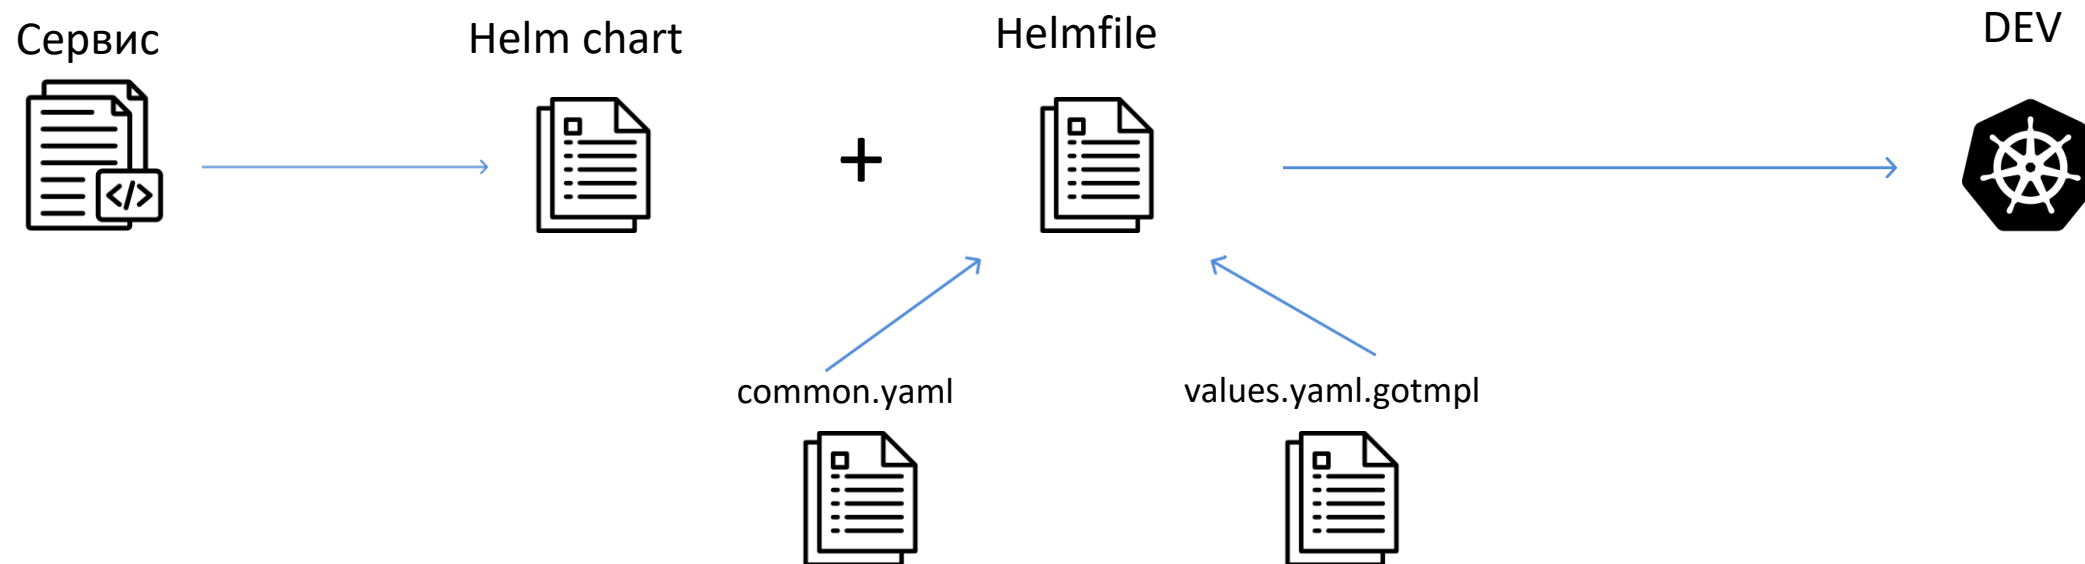 Сервис
Helm chart
+
Helmfile
DEV
common.yaml
values.yaml.gotmpl
</>